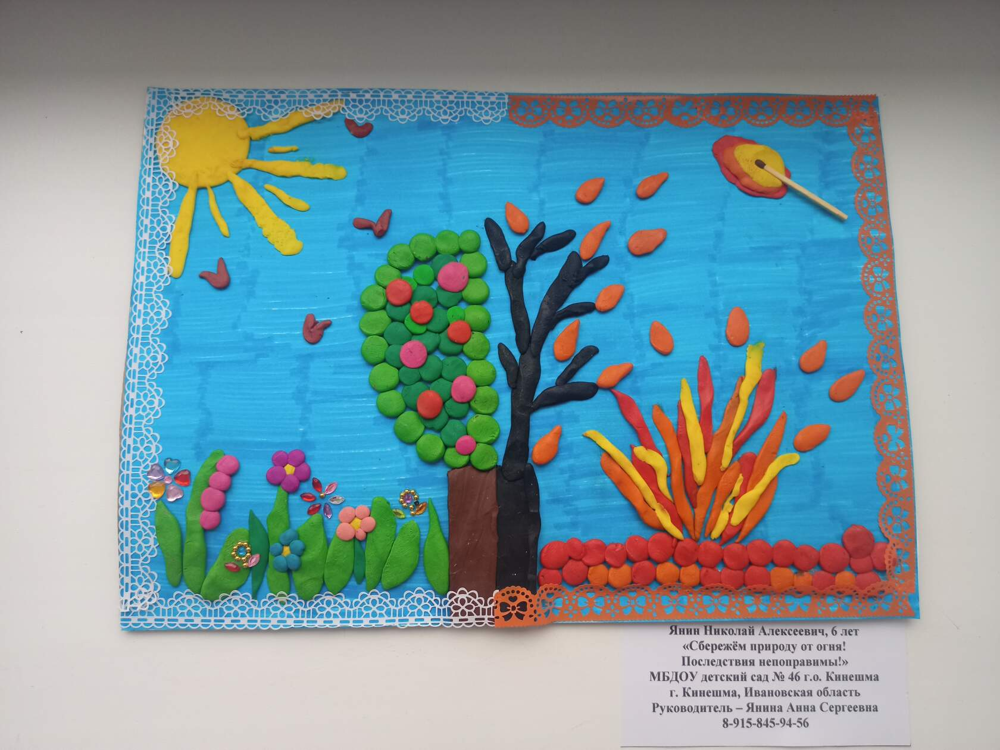 Янин Николай Алексеевич, 6 лет
«Сбережём природу от огня!
Последствия непоправимы!»
МБДОУ детский сад № 46 г.о. Кинешма
г. Кинешма, Ивановская область
Руководитель – Янина Анна Сергеевна
8-915-845-94-56